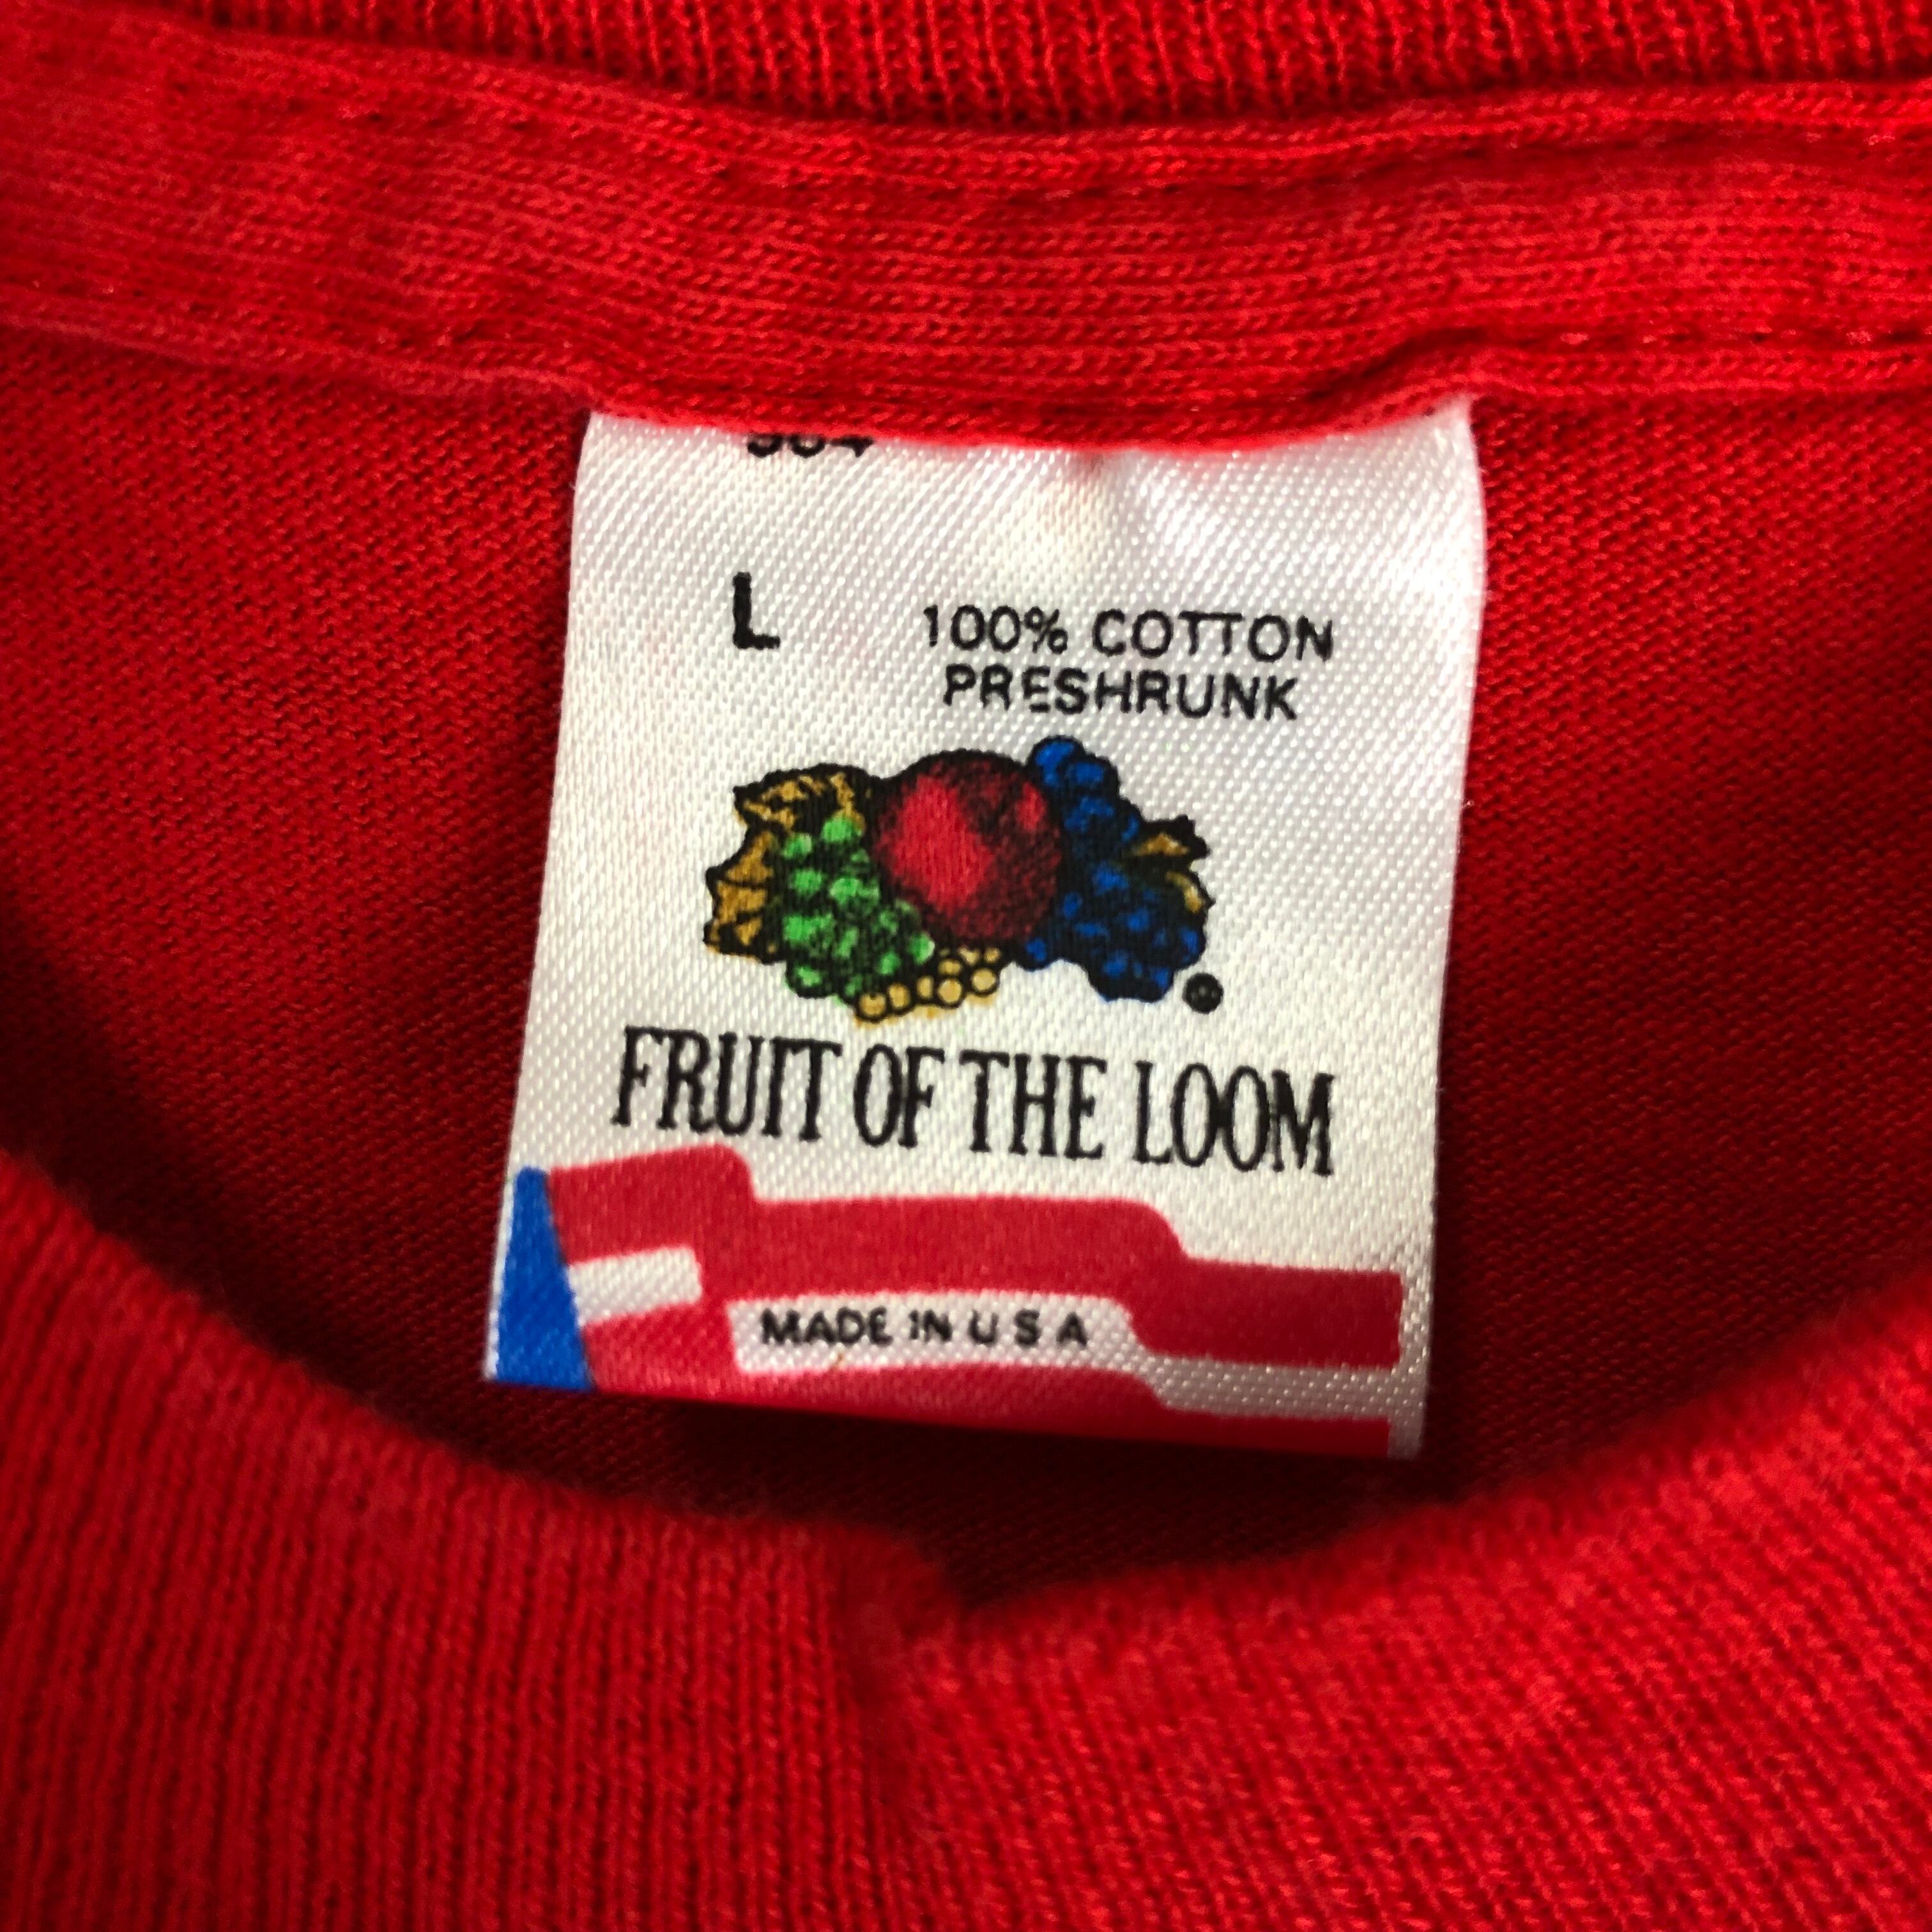 L
100% COTTON
PRESHRUNK
®
FRUIT OF THE LOOM
MADE IN U S A